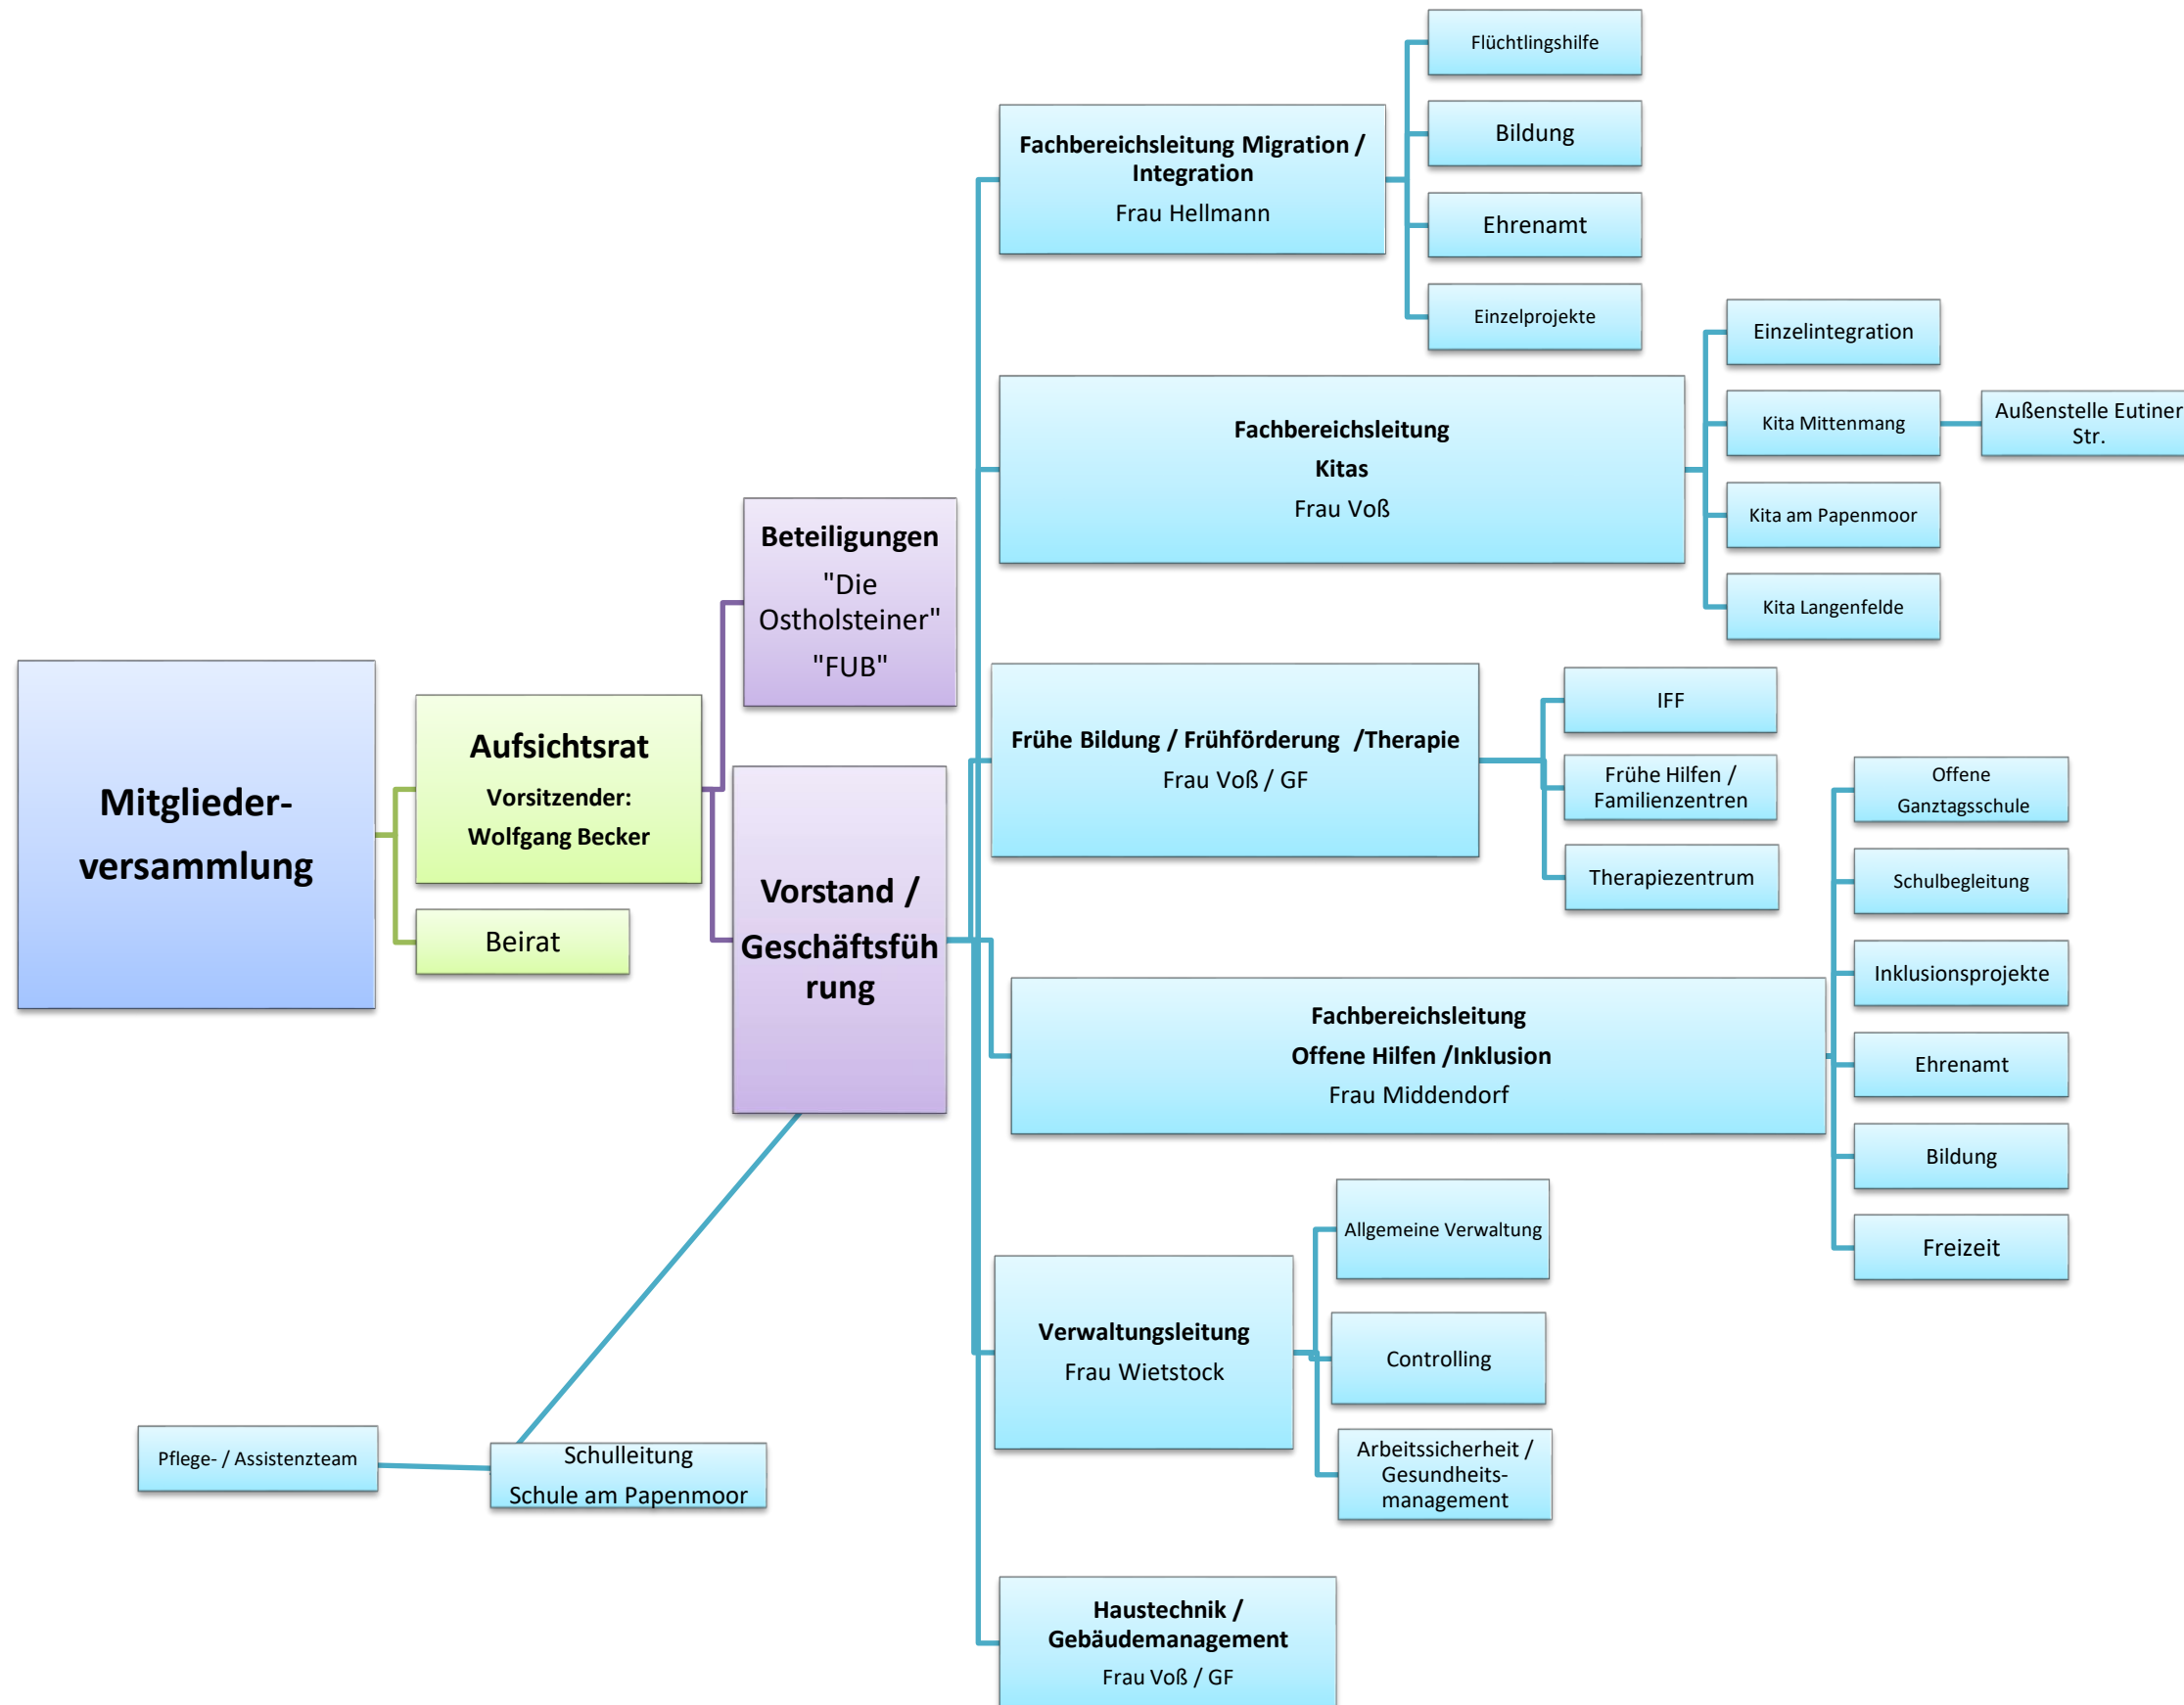 Mitglieder-
versammlung
Aufsichtsrat
Vorsitzender:
Wolfgang Becker
Beirat
Beteiligungen
"Die
Ostholsteiner"
"FUB"
Vorstand /
Geschäftsfüh
rung
Fachbereichsleitung Migration /
Integration
Frau Hellmann
Flüchtlingshilfe
Bildung
Ehrenamt
Einzelprojekte
Fachbereichsleitung
Kitas
Frau Voß
Einzelintegration
Kita Mittenmang
Außenstelle Eutiner
Str.
Kita am Papenmoor
Kita Langenfelde
Frühe Bildung / Frühförderung /Therapie
Frau Voß / GF
IFF
Frühe Hilfen /
Familienzentren
Therapiezentrum
Fachbereichsleitung
Offene Hilfen /Inklusion
Frau Middendorf
Offene
Ganztagsschule
Schulbegleitung
Inklusionsprojekte
Ehrenamt
Bildung
Freizeit
Verwaltungsleitung
Frau Wietstock
Allgemeine Verwaltung
Controlling
Arbeitssicherheit /
Gesundheits-
management
Haustechnik /
Gebäudemanagement
Frau Voß / GF
Schulleitung
Schule am Papenmoor
Pflege- / Assistenzteam